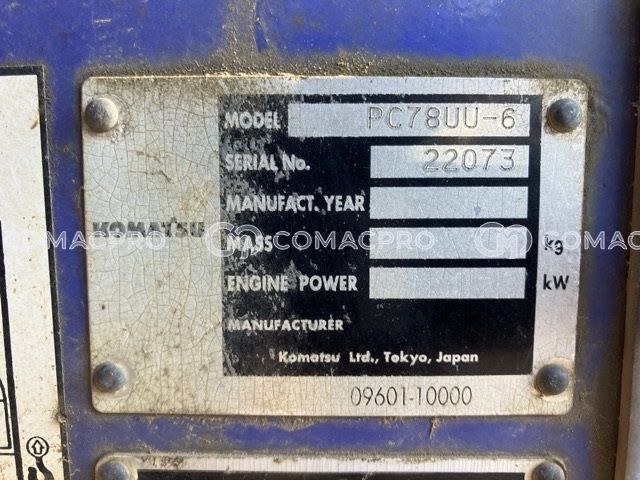 MODEL PC78UU-6
SERIAL No. 22073
MANUFACT. YEAR
KOMATSU
MASS kg
MACPRO COMACPRO COMACPRO
ENGINE POWER kW
MANUFACTURER
Komatsu Ltd., Tokyo, Japan
09601-10000